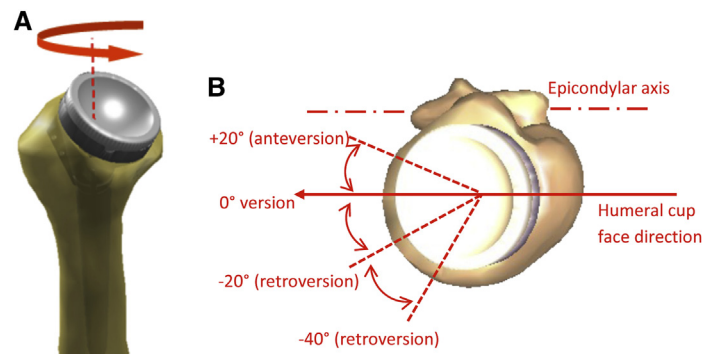 A
B
Epicondylar axis
+20° (anteversion)
0° version
Humeral cup
face direction
-20° (retroversion)
-40° (retroversion)